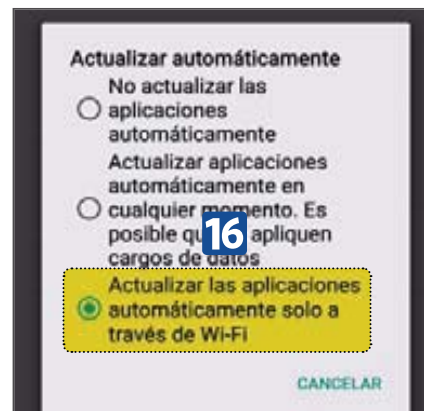 Actualizar automáticamente
No actualizar las
aplicaciones
automáticamente
Actualizar aplicaciones
automáticamente en
cualquier momento. Es
posible qu 16 apliquen
cargos de datos
Actualizar las aplicaciones
automáticamente solo a
través de Wi-Fi
CANCELAR